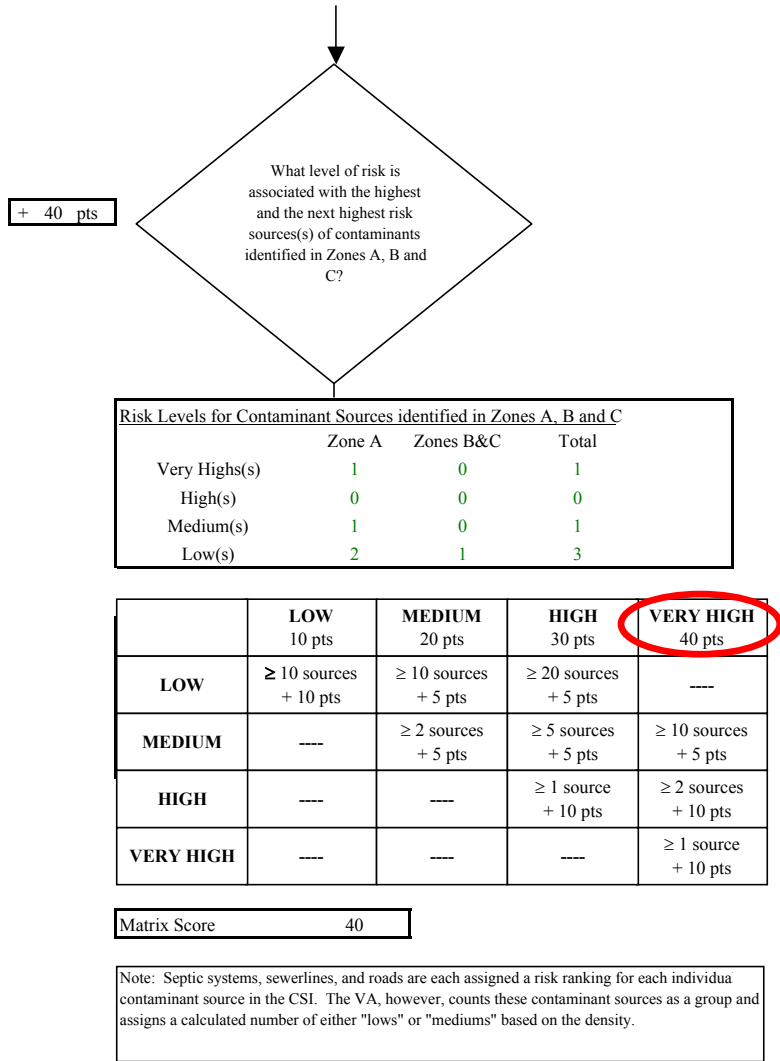 + 40 pts
What level of risk is
associated with the highest
and the next highest risk
sources(s) of contaminants
identified in Zones A, B and
C?
Risk Levels for Contaminant Sources identified in Zones A, B and C
Zone A Zones B&C Total
Very Highs(s) 1 0 1
High(s) 0 0 0
Medium(s) 1 0 1
Low(s) 2 1 3
LOW MEDIUM HIGH VERY HIGH
10 pts 20 pts 30 pts 40 pts
LOW ≥ 10 sources ≥ 10 sources ≥ 20 sources ----
+ 10 pts + 5 pts + 5 pts
MEDIUM ---- ≥ 2 sources ≥ 5 sources ≥ 10 sources
+ 5 pts + 5 pts + 5 pts
HIGH ---- ---- ≥ 1 source ≥ 2 sources
+ 10 pts + 10 pts
VERY HIGH ---- ---- ---- ≥ 1 source
+ 10 pts
Matrix Score 40
Note: Septic systems, sewerlines, and roads are each assigned a risk ranking for each individua
contaminant source in the CSI. The VA, however, counts these contaminant sources as a group and
assigns a calculated number of either "lows" or "mediums" based on the density.